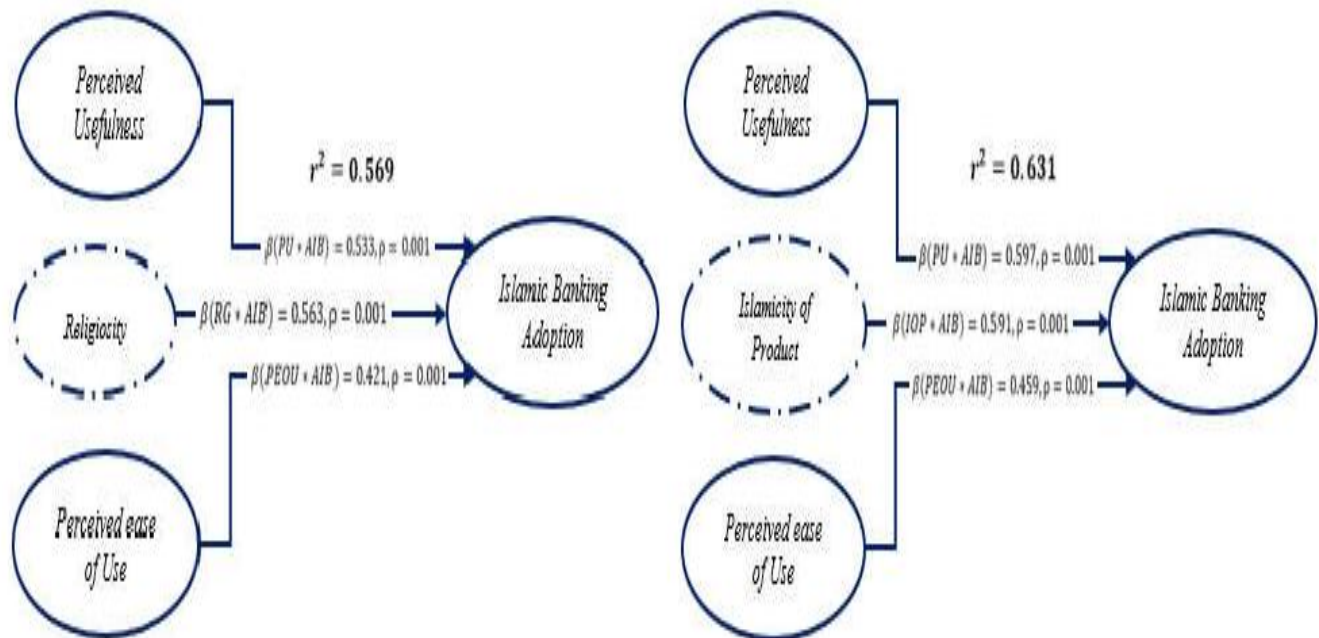 Perceived
Usefulness
r² = 0.569
β(PU * AIB) = 0.533, ρ = 0.001
Religiosity
β(RG * AIB) = 0.563, ρ = 0.001
Islamic Banking
Adoption
β(PEOU * AIB) = 0.421, ρ = 0.001
Perceived ease
of Use
Perceived
Usefulness
r² = 0.631
β(PU * AIB) = 0.597, ρ = 0.001
Islamicity of
Product
β(IOP * AIB) = 0.591, ρ = 0.001
Islamic Banking
Adoption
β(PEOU * AIB) = 0.459, ρ = 0.001
Perceived ease
of Use